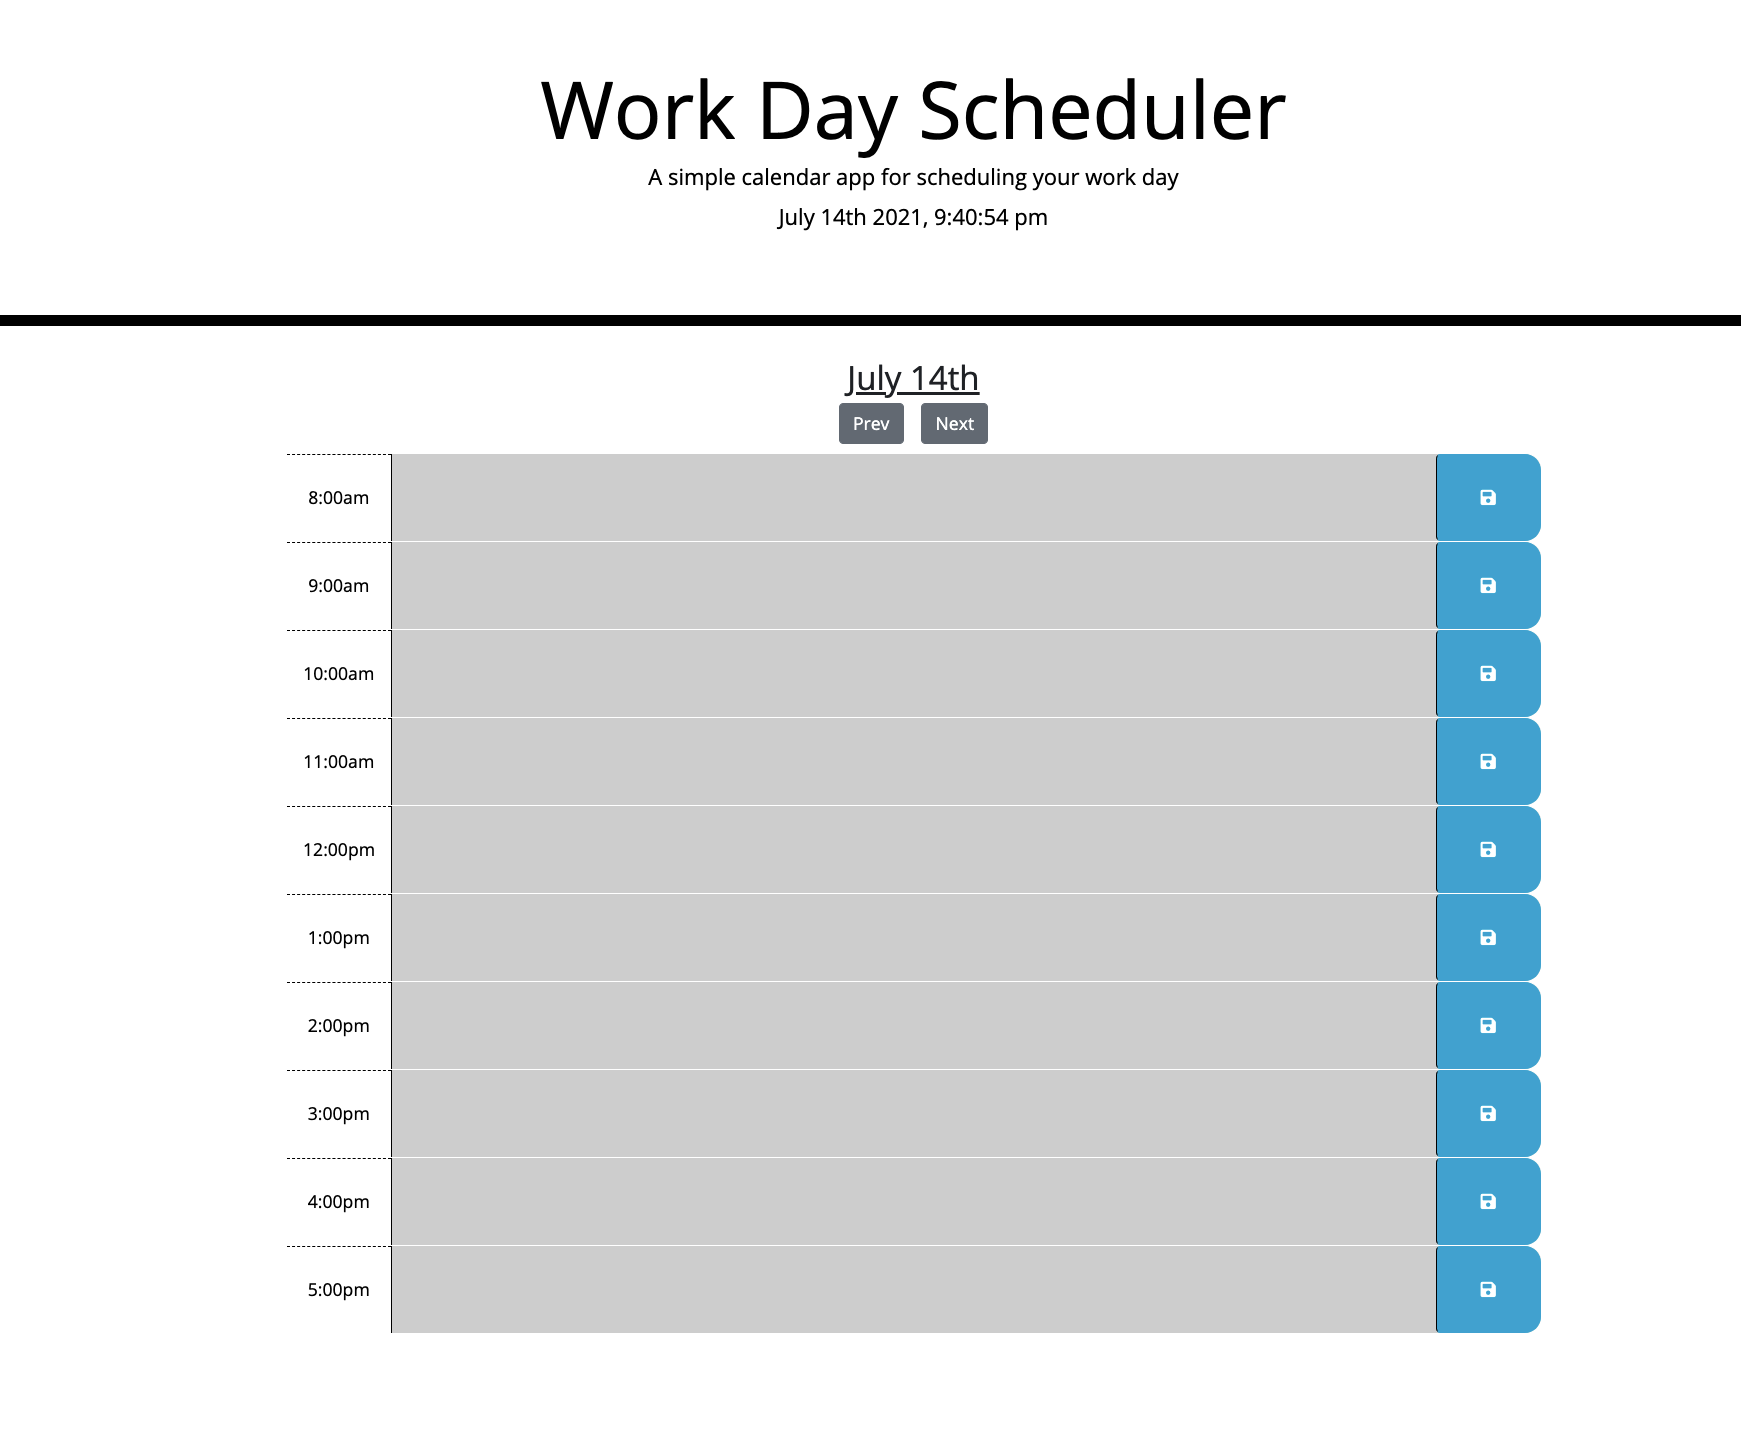 Work Day Scheduler
A simple calendar app for scheduling your work day
July 14th 2021, 9:40:54 pm
July 14th
Prev Next
8:00am
9:00am
10:00am
11:00am
12:00pm
1:00pm
2:00pm
3:00pm
4:00pm
5:00pm